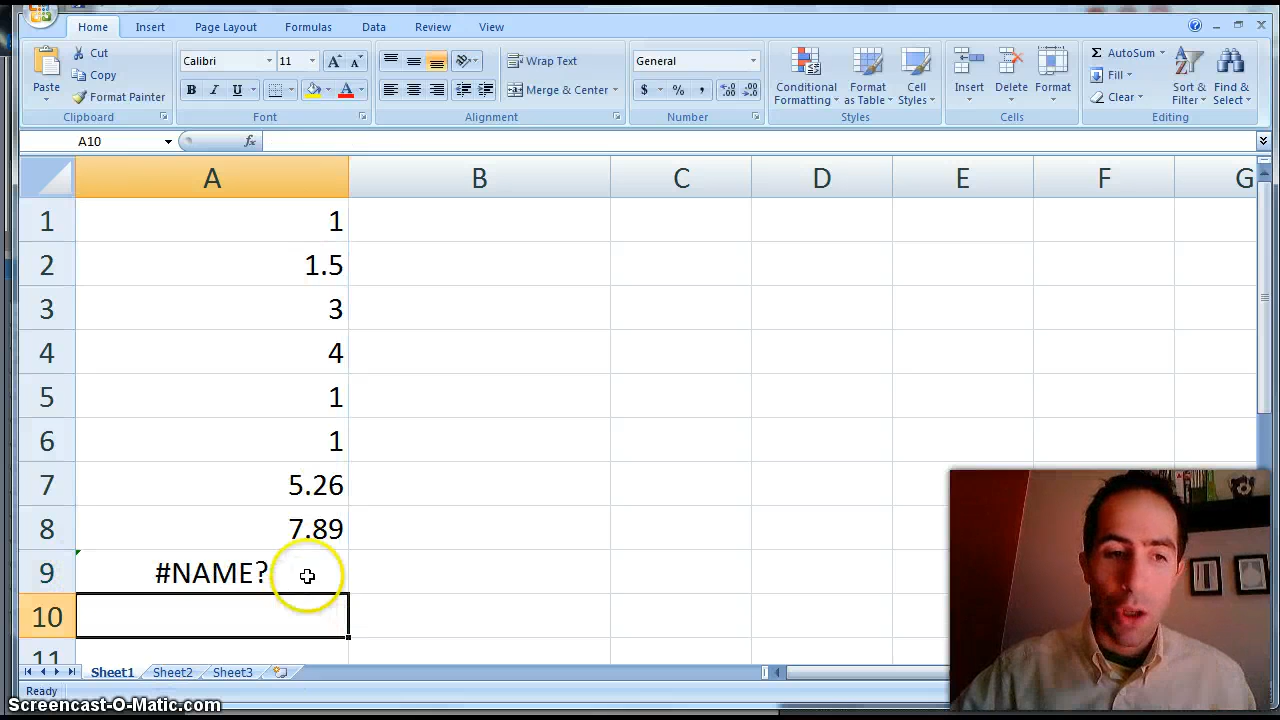 Home Insert Page Layout Formulas Data Review View
Cut Calibri 11 Wrap Text General AutoSum
Copy Fill
Paste Format Painter B I U Merge & Center $ % , Conditional Formatting Format as Table Cell Styles Insert Delete Format Clear Sort & Filter Find & Select
Clipboard Font Alignment Number Styles Cells Editing
A10 fx
A B C D E F G
1 1
2 1.5
3 3
4 4
5 1
6 1
7 5.26
8 7.89
9 #NAME?
10
11
Sheet1 Sheet2 Sheet3
Ready
Screencast-O-Matic.com